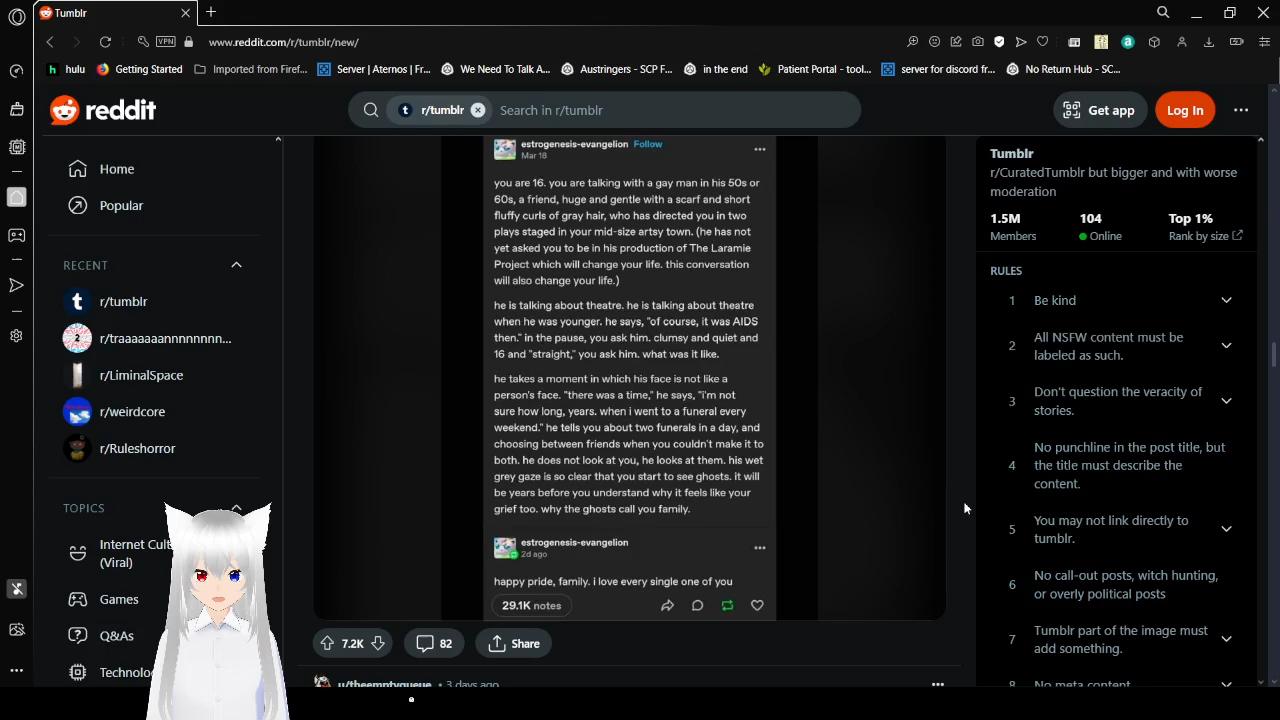 Tumblr
VPN
www.reddit.com/r/tumblr/new/
hulu
Getting Started
Imported from Firef...
Server | Aternos | Fr...
We Need To Talk A...
Austringers - SCP F...
in the end
Patient Portal - tool...
server for discord fr...
No Return Hub - SC...
reddit
r/tumblr
Search in r/tumblr
Get app
Log In
Home
Popular
RECENT
r/tumblr
r/traaaaaaannnnnnnn...
r/LiminalSpace
r/weirdcore
r/Ruleshorror
TOPICS
Internet Cult
(Viral)
Games
Q&As
Technolo
estrogenesis-evangelion Follow
Mar 18
you are 16. you are talking with a gay man in his 50s or
60s, a friend, huge and gentle with a scarf and short
fluffy curls of gray hair, who has directed you in two
plays staged in your mid-size artsy town. (he has not
yet asked you to be in his production of The Laramie
Project which will change your life. this conversation
will also change your life.)
he is talking about theatre. he is talking about theatre
when he was younger. he says, "of course, it was AIDS
then." in the pause, you ask him. clumsy and quiet and
16 and "straight," you ask him. what was it like.
he takes a moment in which his face is not like a
person's face. "there was a time," he says, "i'm not
sure how long, years. when i went to a funeral every
weekend." he tells you about two funerals in a day, and
choosing between friends when you couldn't make it to
both. he does not look at you, he looks at them. his wet
grey gaze is so clear that you start to see ghosts. it will
be years before you understand why it feels like your
grief too. why the ghosts call you family.
estrogenesis-evangelion
2d ago
happy pride, family. i love every single one of you
29.1K notes
7.2K
82
Share
u/theemptyqueue • 3 days ago
Tumblr
r/CuratedTumblr but bigger and with worse
moderation
1.5M
Members
104
Online
Top 1%
Rank by size
RULES
1 Be kind
2 All NSFW content must be
labeled as such.
3 Don't question the veracity of
stories.
4 No punchline in the post title, but
the title must describe the
content.
5 You may not link directly to
tumblr.
6 No call-out posts, witch hunting,
or overly political posts
7 Tumblr part of the image must
add something.
8 No meta content